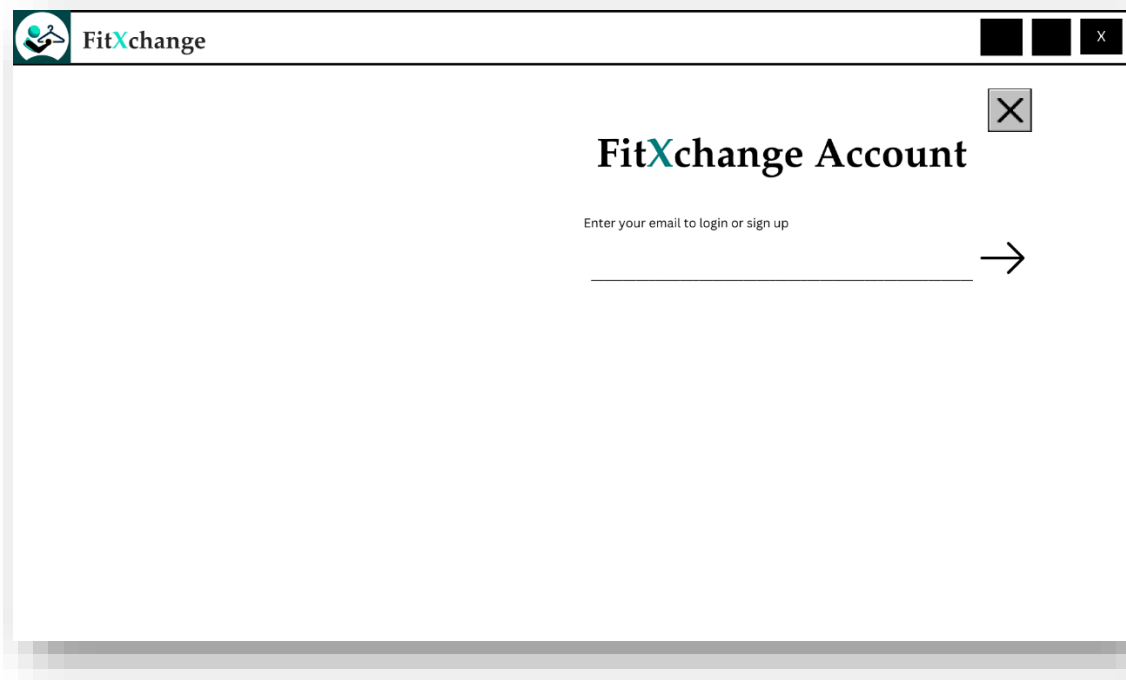 FitXchange
X
FitXchange Account
Enter your email to login or sign up